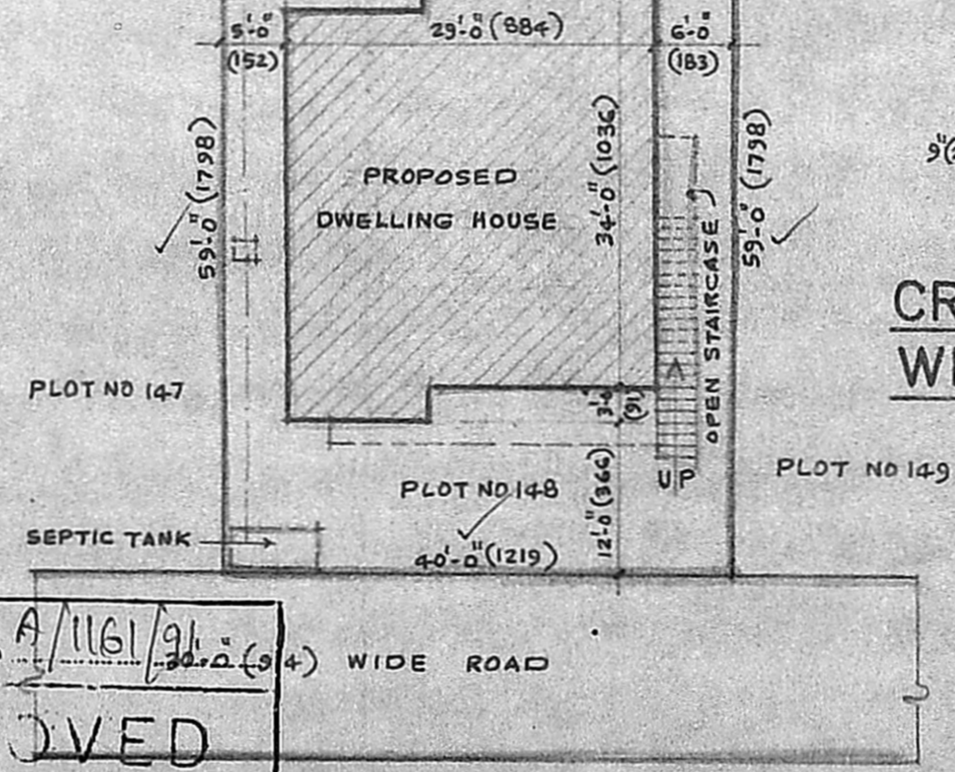 5'-0"
(152)
29'-0" (884)
6'-0"
(183)
59'-0" (1798)
34'-0" (1036)
59'-0" (1798)
9"
PROPOSED
DWELLING HOUSE
OPEN STAIRCASE
CR
WI
PLOT NO 147
(91)
PLOT NO 148
UP
PLOT NO 149
12'-0" (366)
SEPTIC TANK
40'-0" (1219)
A/1161/91
WIDE ROAD
OVED